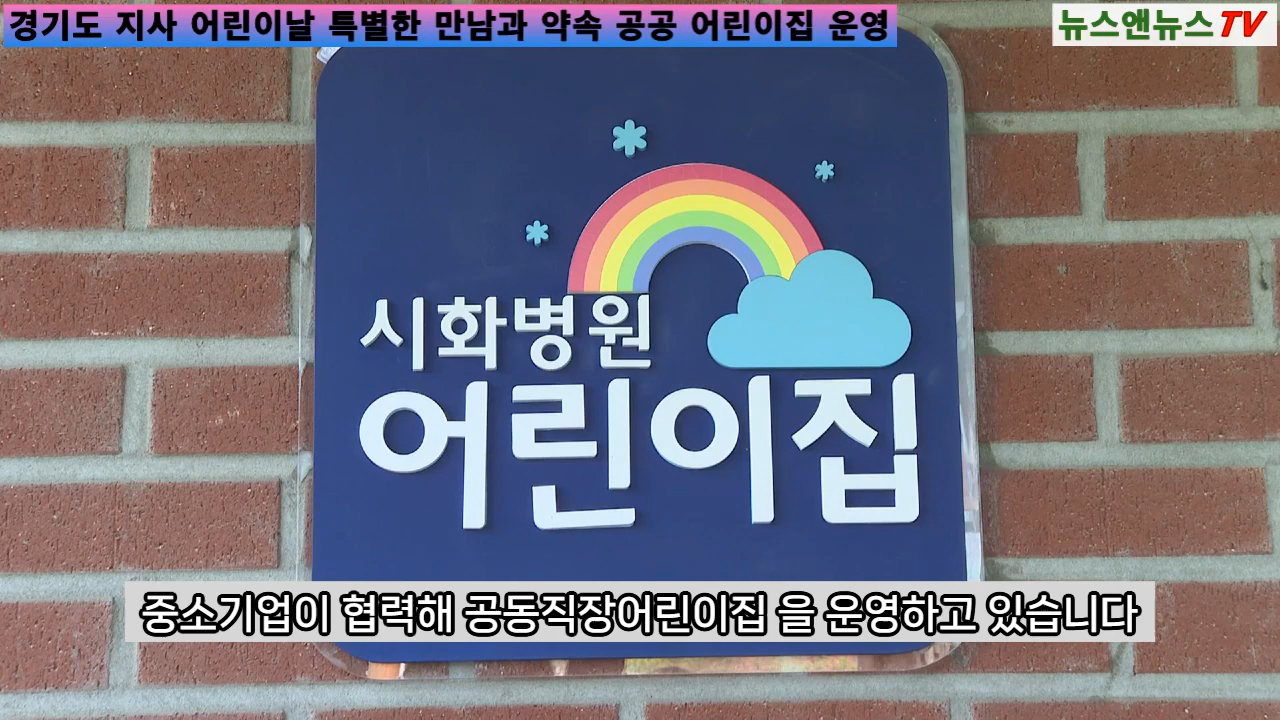 경기도 지사 어린이날 특별한 만남과 약속 공공 어린이집 운영
뉴스앤뉴스TV
시화병원
어린이집
중소기업이 협력해 공동직장어린이집 을 운영하고 있습니다